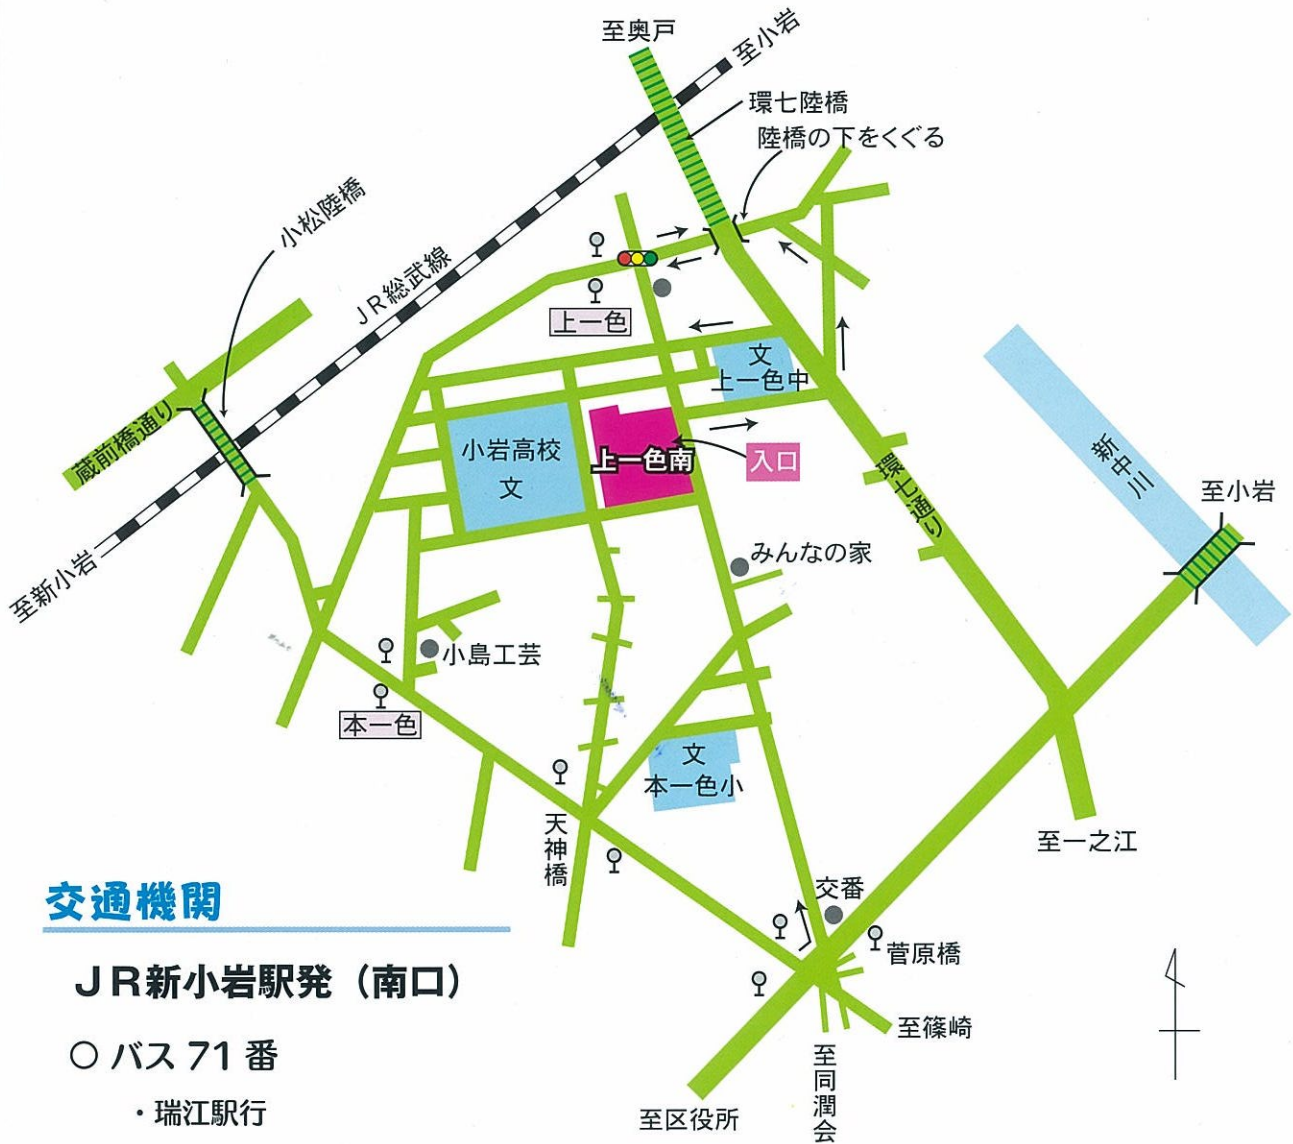 至奥戸
至小岩
環七陸橋
陸橋の下をくぐる
小松陸橋
JR総武線
上一色
文
上一色中
蔵前橋通り
小岩高校
文
上一色南
入口
新中川
環七通り
至小岩
至新小岩
みんなの家
小島工芸
本一色
文
本一色小
天神橋
至一之江
交番
菅原橋
至篠崎
至同潤会
至区役所
交通機関
JR新小岩駅発（南口）
○ バス 71 番
・瑞江駅行